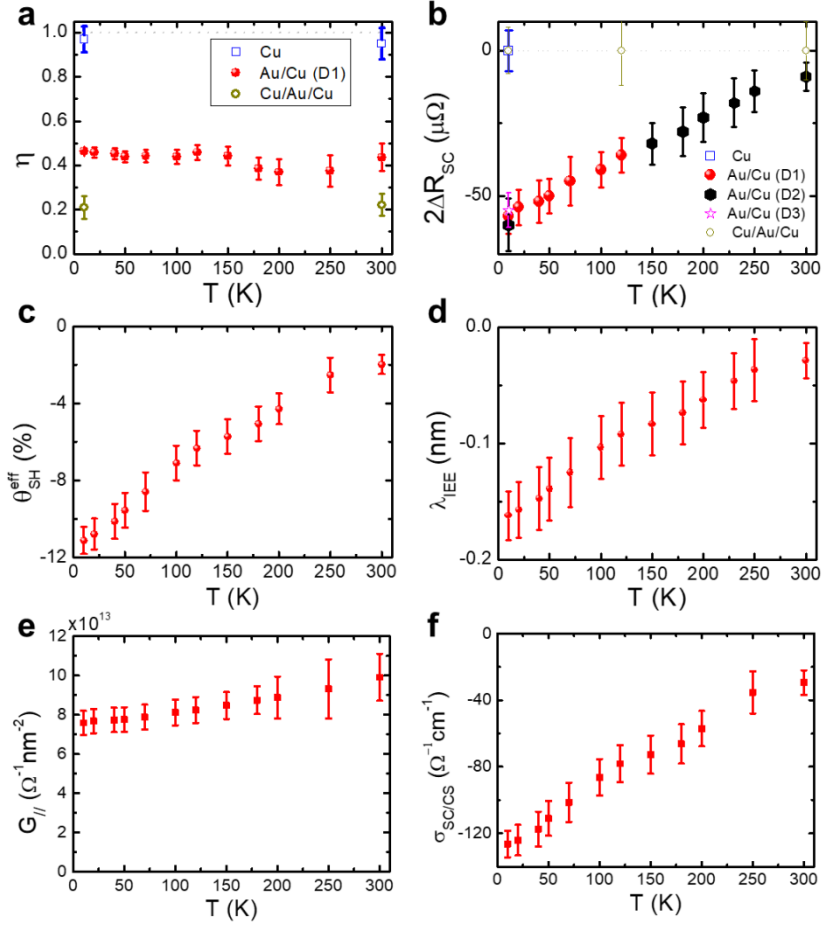 a
1.0
0.8
0.6
0.4
0.2
0.0
η
Cu
Au/Cu (D1)
Cu/Au/Cu
0 50 100 150 200 250 300
T (K)
b
0
-50
2ΔR_SC (μΩ)
Cu
Au/Cu (D1)
Au/Cu (D2)
Au/Cu (D3)
Cu/Au/Cu
0 50 100 150 200 250 300
T (K)
c
0
-4
-8
-12
θ_SH^eff (%)
0 50 100 150 200 250 300
T (K)
d
0.0
-0.1
-0.2
λ_IEE (nm)
0 50 100 150 200 250 300
T (K)
e
x10^13
12
10
8
6
4
2
0
G_// (Ω^-1nm^-2)
0 50 100 150 200 250 300
T (K)
f
0
-40
-80
-120
σ_SC/CS (Ω^-1cm^-1)
0 50 100 150 200 250 300
T (K)